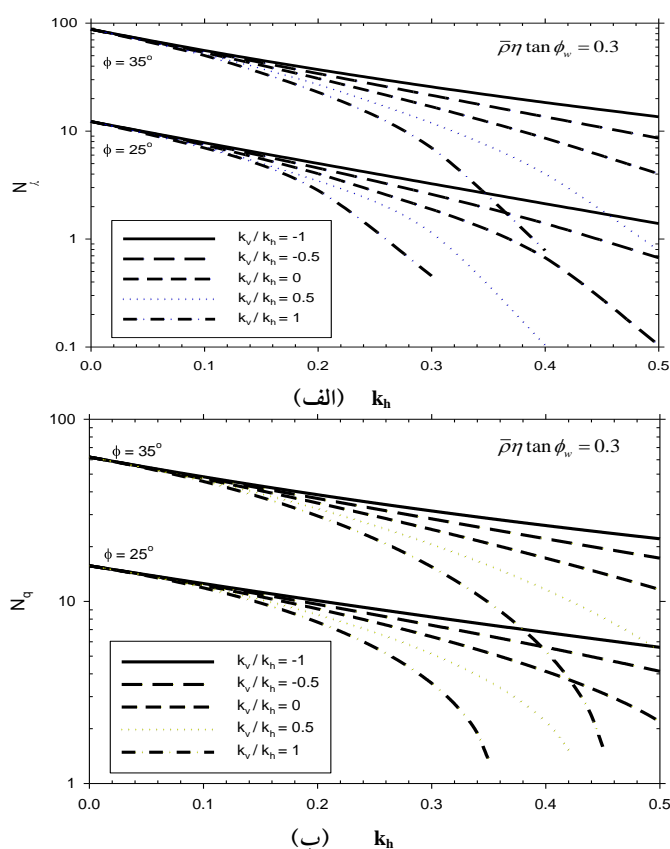 100
ρ̄η tan ϕw = 0.3
ϕ = 35°
10
ϕ = 25°
Nγ
1
kv / kh = -1
kv / kh = -0.5
kv / kh = 0
kv / kh = 0.5
kv / kh = 1
0.1
0.0 0.1 0.2 0.3 0.4 0.5
(الف) kh
100
ρ̄η tan ϕw = 0.3
ϕ = 35°
ϕ = 25°
Nq
10
kv / kh = -1
kv / kh = -0.5
kv / kh = 0
kv / kh = 0.5
kv / kh = 1
1
0.0 0.1 0.2 0.3 0.4 0.5
(ب) kh